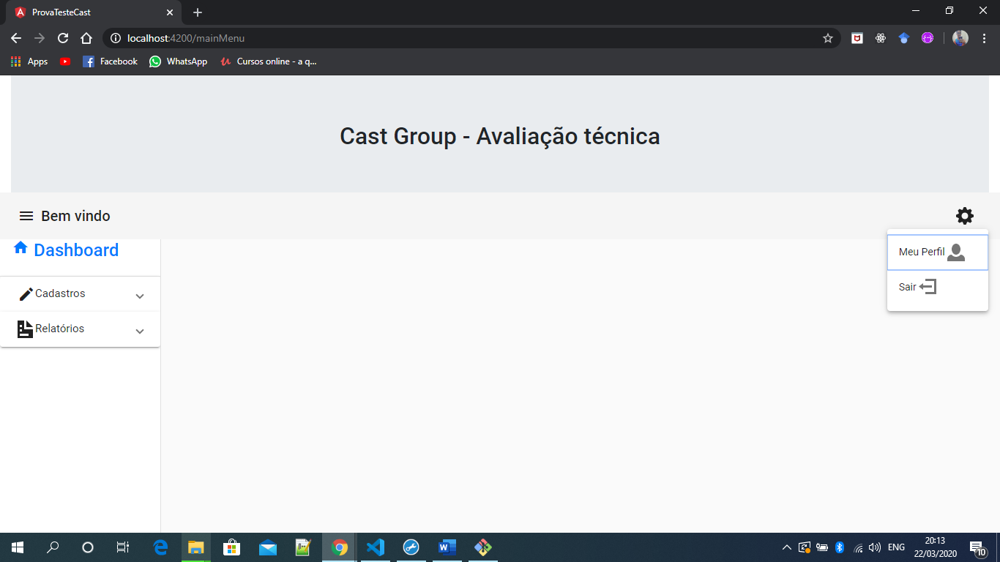 ProvaTesteCast
localhost:4200/mainMenu
Apps
Facebook
WhatsApp
Cursos online - a q...
Cast Group - Avaliação técnica
Bem vindo
Dashboard
Meu Perfil
Cadastros
Sair
Relatórios
ENG
20:13
22/03/2020
10